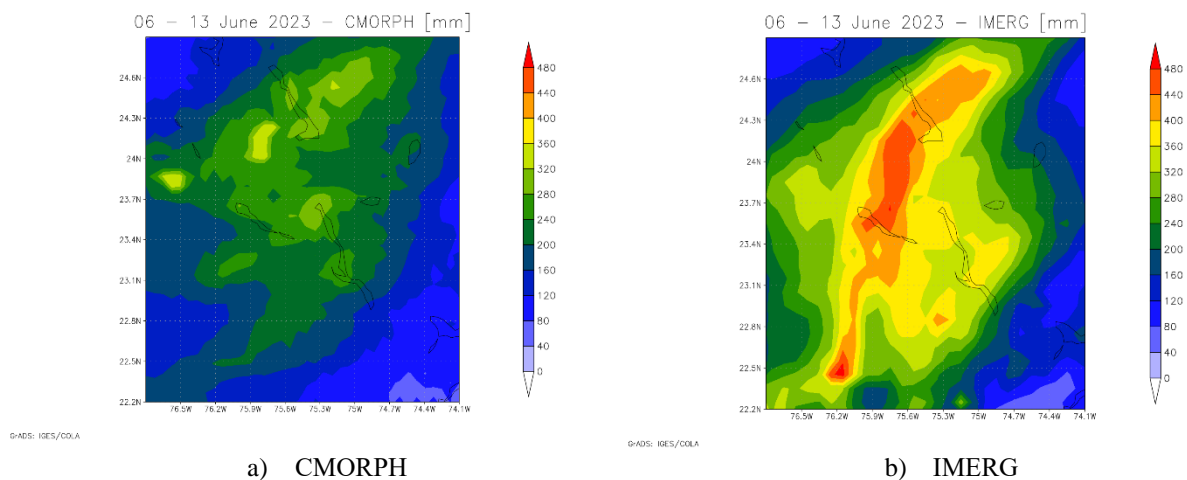 06 – 13 June 2023 – CMORPH [mm]
24.6N
24.3N
24N
23.7N
23.4N
23.1N
22.8N
22.5N
22.2N
76.5W 76.2W 75.9W 75.6W 75.3W 75W 74.7W 74.4W 74.1W
480
440
400
360
320
280
240
200
160
120
80
40
0
GrADS: IGES/COLA
a) CMORPH
06 – 13 June 2023 – IMERG [mm]
24.6N
24.3N
24N
23.7N
23.4N
23.1N
22.8N
22.5N
22.2N
76.5W 76.2W 75.9W 75.6W 75.3W 75W 74.7W 74.4W 74.1W
480
440
400
360
320
280
240
200
160
120
80
40
0
GrADS: IGES/COLA
b) IMERG